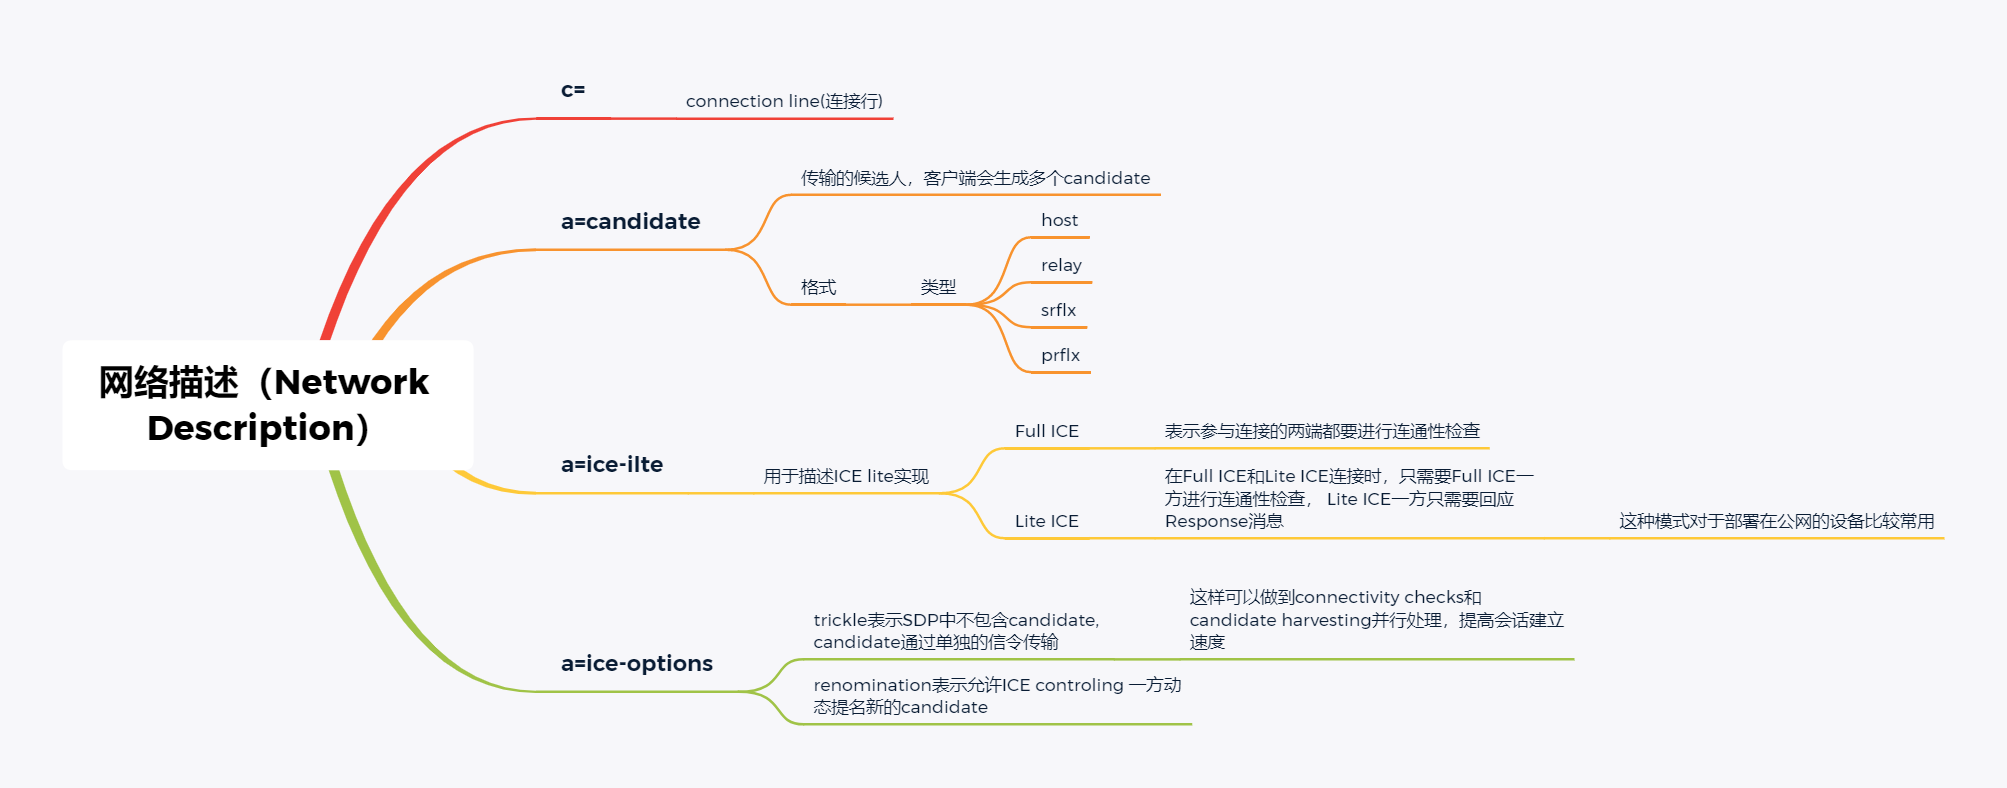 网络描述（Network
Description）
c=
connection line(连接行)
a=candidate
传输的候选人，客户端会生成多个candidate
格式
类型
host
relay
srflx
prflx
a=ice-ilte
用于描述ICE lite实现
Full ICE
表示参与连接的两端都要进行连通性检查
Lite ICE
在Full ICE和Lite ICE连接时，只需要Full ICE一
方进行连通性检查， Lite ICE一方只需要回应
Response消息
这种模式对于部署在公网的设备比较常用
a=ice-options
trickle表示SDP中不包含candidate,
candidate通过单独的信令传输
这样可以做到connectivity checks和
candidate harvesting并行处理，提高会话建立
速度
renomination表示允许ICE controling 一方动
态提名新的candidate